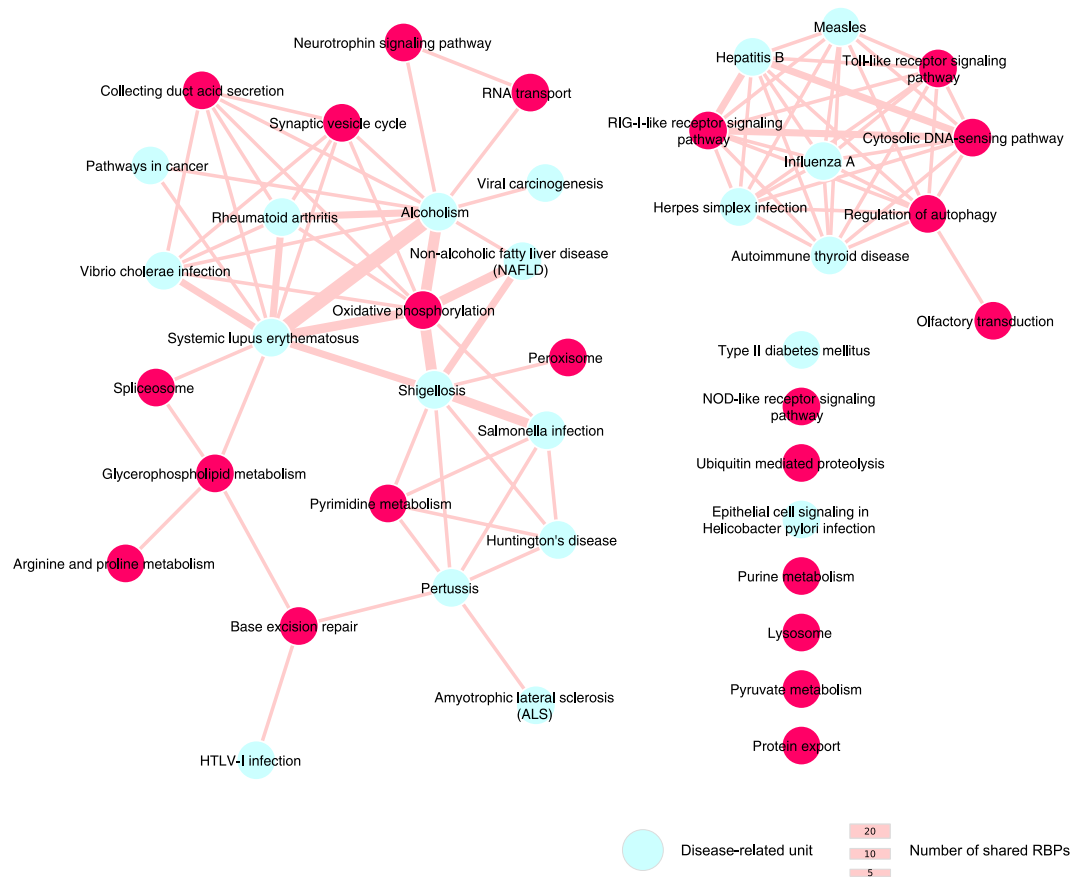 Measles
Neurotrophin signaling pathway
Hepatitis B
Toll-like receptor signaling
pathway
Collecting duct acid secretion
RNA transport
Synaptic vesicle cycle
RIG-I-like receptor signaling
pathway
Cytosolic DNA-sensing pathway
Pathways in cancer
Influenza A
Viral carcinogenesis
Rheumatoid arthritis
Alcoholism
Herpes simplex infection
Regulation of autophagy
Non-alcoholic fatty liver disease
(NAFLD)
Autoimmune thyroid disease
Vibrio cholerae infection
Oxidative phosphorylation
Olfactory transduction
Systemic lupus erythematosus
Type II diabetes mellitus
Peroxisome
Spliceosome
Shigellosis
NOD-like receptor signaling
pathway
Salmonella infection
Ubiquitin mediated proteolysis
Glycerophospholipid metabolism
Pyrimidine metabolism
Epithelial cell signaling in
Helicobacter pylori infection
Huntington's disease
Arginine and proline metabolism
Purine metabolism
Pertussis
Base excision repair
Lysosome
Pyruvate metabolism
Amyotrophic lateral sclerosis
(ALS)
Protein export
HTLV-I infection
Disease-related unit
20
10
5
Number of shared RBPs